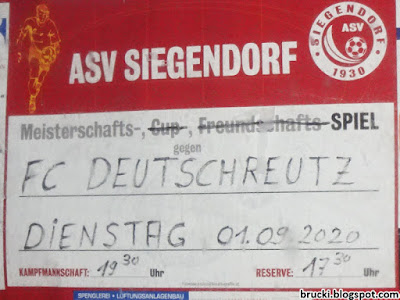 SIEGENDORF
ASV
1930
ASV SIEGENDORF
Meisterschafts-, Cup-, Freundschafts-SPIEL
gegen
FC DEUTSCHREUTZ
DIENSTAG 01.09.2020
KAMPFMANNSCHAFT: 19 30 Uhr RESERVE: 17 30 Uhr
SPENGLEREI • LÜFTUNGSANLAGENBAU
brucki.blogspot.com